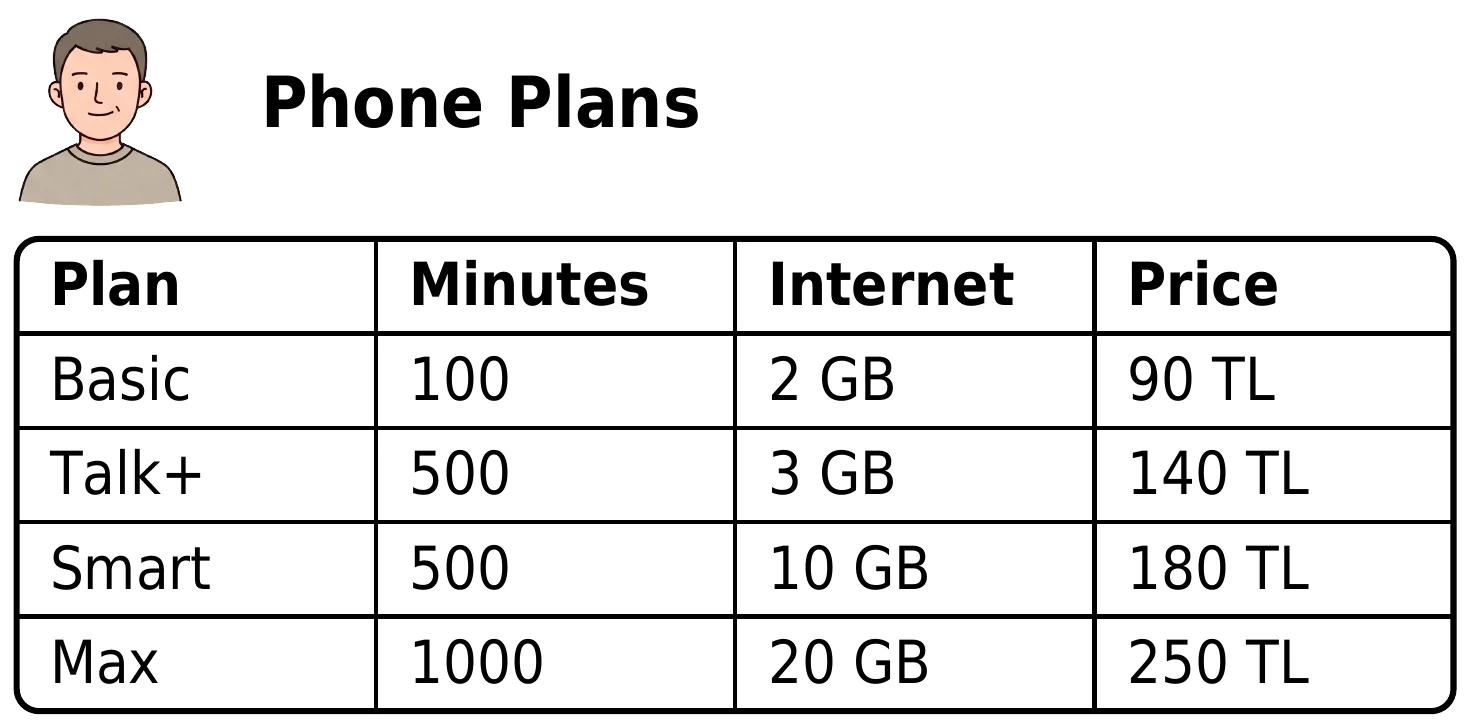 Phone Plans
Plan Minutes Internet Price
Basic 100 2 GB 90 TL
Talk+ 500 3 GB 140 TL
Smart 500 10 GB 180 TL
Max 1000 20 GB 250 TL